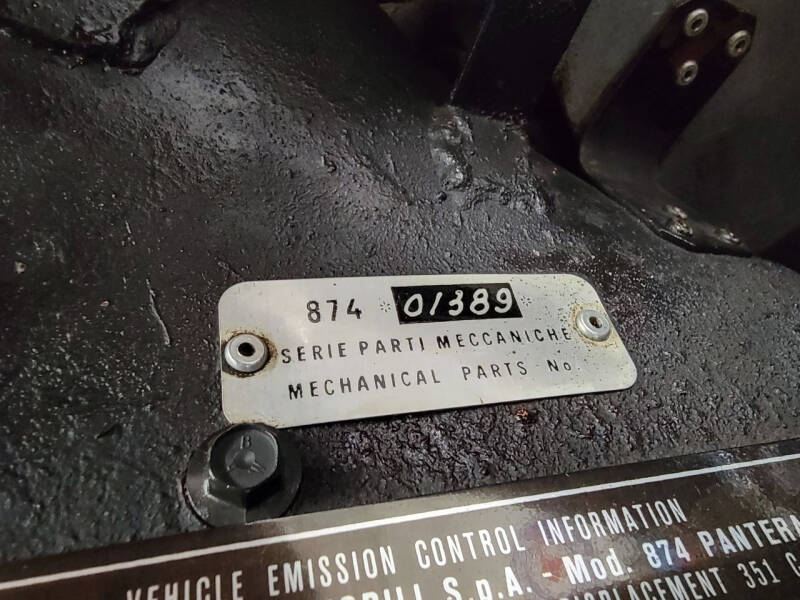 874 *01389*
SERIE PARTI MECCANICHE
MECHANICAL PARTS No.
B
VEHICLE EMISSION CONTROL INFORMATION
S.p.A. - Mod. 874 PANTERA
DISPLACEMENT 351 C